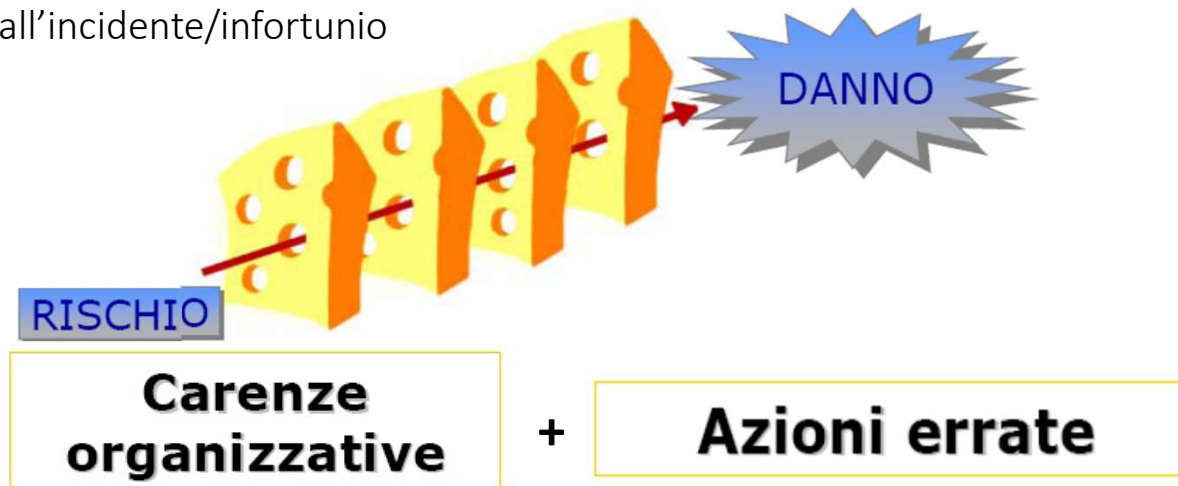 all'incidente/infortunio
DANNO
RISCHIO
Carenze
organizzative
+
Azioni errate